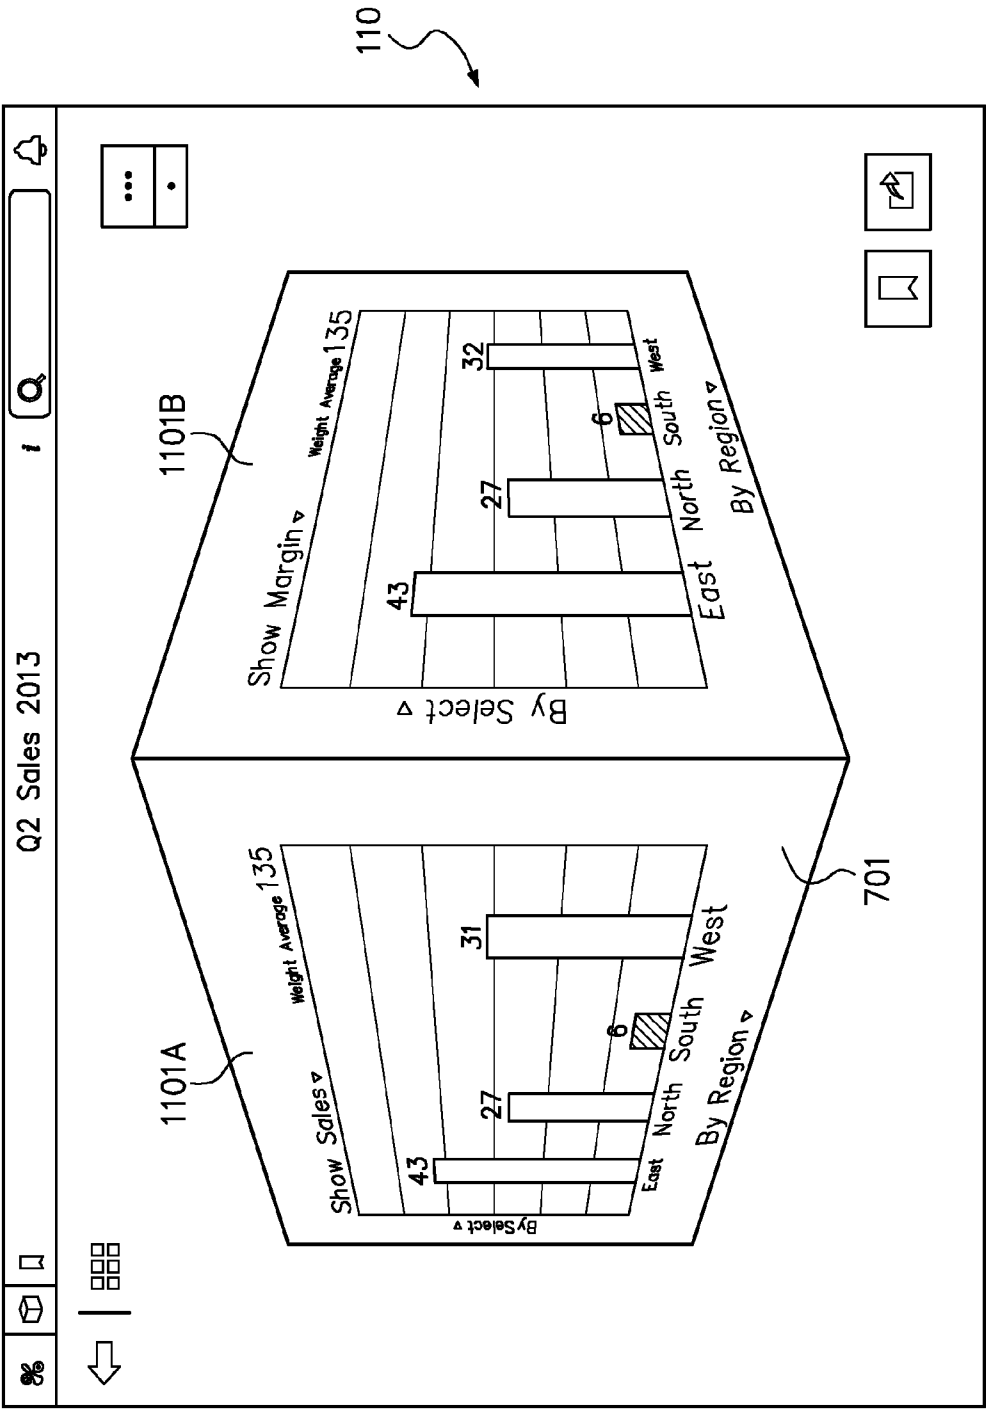 110
Q2 Sales 2013
i
1101A
1101B
Show Sales ▿
Weight Average 135
By Select ▿
43
27
6
31
East
North
South
West
By Region ▿
Show Margin ▿
Weight Average 135
By Select ▿
43
27
6
32
East
North
South
West
By Region ▿
701